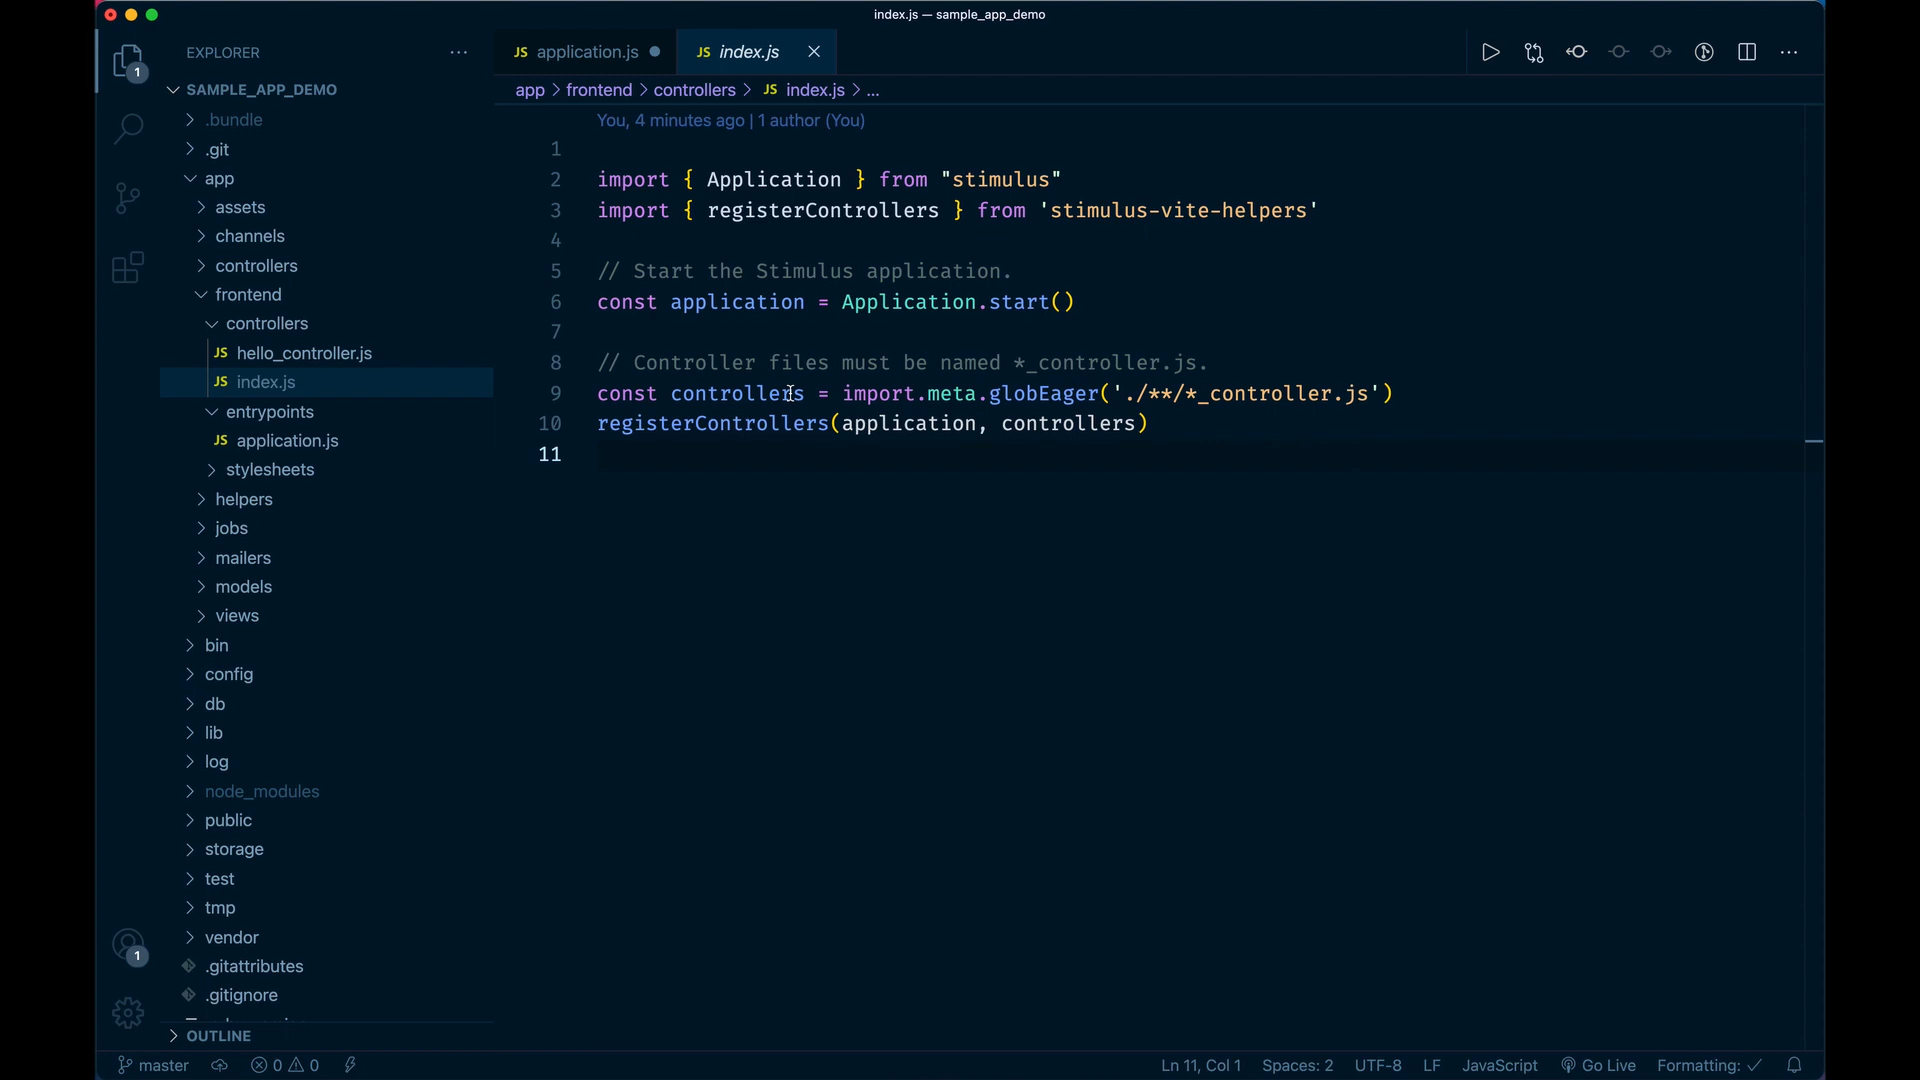 index.js — sample_app_demo
EXPLORER
JS application.js
JS index.js
1
SAMPLE_APP_DEMO
app > frontend > controllers > JS index.js > ...
.bundle
.git
app
assets
channels
controllers
frontend
controllers
JS hello_controller.js
JS index.js
entrypoints
JS application.js
stylesheets
helpers
jobs
mailers
models
views
bin
config
db
lib
log
node_modules
public
storage
test
tmp
vendor
.gitattributes
.gitignore
OUTLINE
1
You, 4 minutes ago | 1 author (You)
1
2 import { Application } from "stimulus"
3 import { registerControllers } from 'stimulus-vite-helpers'
4
5 // Start the Stimulus application.
6 const application = Application.start()
7
8 // Controller files must be named *_controller.js.
9 const controllers = import.meta.globEager('./**/*_controller.js')
10 registerControllers(application, controllers)
11
master 0 0 Ln 11, Col 1 Spaces: 2 UTF-8 LF JavaScript Go Live Formatting: ✓